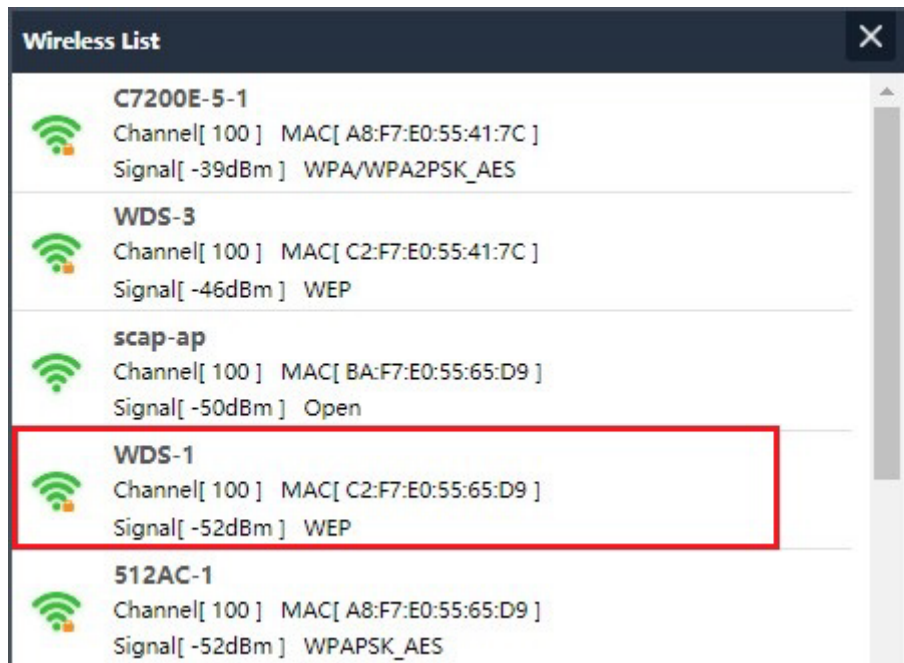 Wireless List
C7200E-5-1
Channel[ 100 ] MAC[ A8:F7:E0:55:41:7C ]
Signal[ -39dBm ] WPA/WPA2PSK_AES
WDS-3
Channel[ 100 ] MAC[ C2:F7:E0:55:41:7C ]
Signal[ -46dBm ] WEP
scap-ap
Channel[ 100 ] MAC[ BA:F7:E0:55:65:D9 ]
Signal[ -50dBm ] Open
WDS-1
Channel[ 100 ] MAC[ C2:F7:E0:55:65:D9 ]
Signal[ -52dBm ] WEP
512AC-1
Channel[ 100 ] MAC[ A8:F7:E0:55:65:D9 ]
Signal[ -52dBm ] WPAPSK_AES